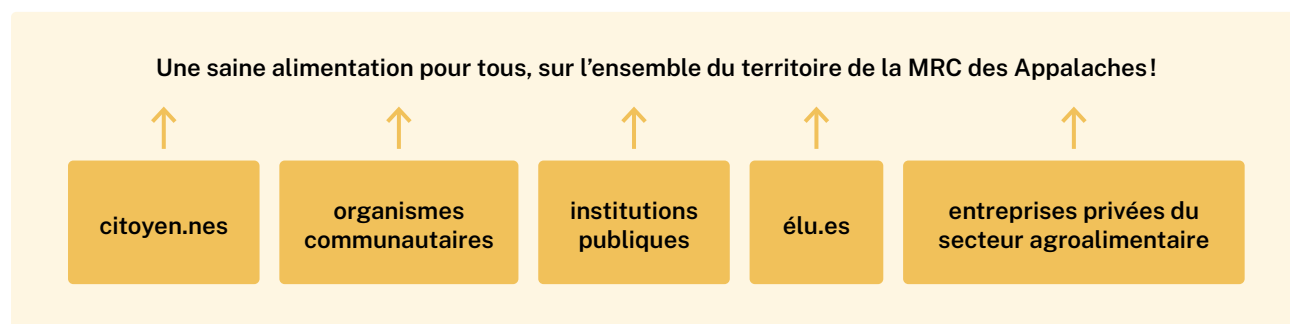 Une saine alimentation pour tous, sur l’ensemble du territoire de la MRC des Appalaches !
citoyen.nes
organismes
communautaires
institutions
publiques
élu.es
entreprises privées du
secteur agroalimentaire